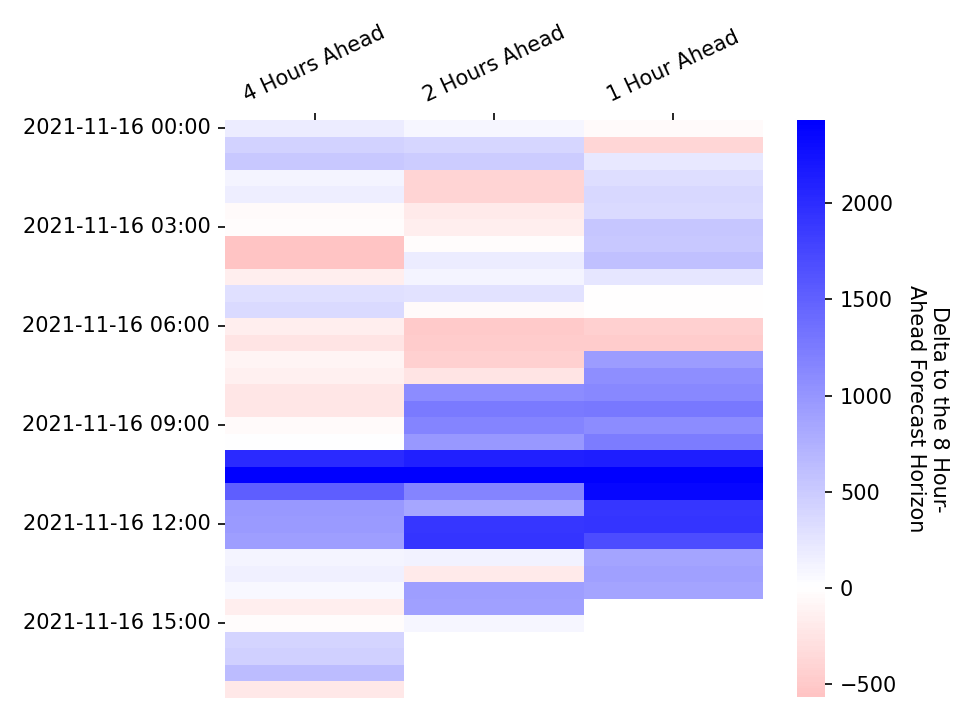 4 Hours Ahead
2 Hours Ahead
1 Hour Ahead
2021-11-16 00:00
2021-11-16 03:00
2021-11-16 06:00
2021-11-16 09:00
2021-11-16 12:00
2021-11-16 15:00
2000
1500
1000
500
0
−500
Delta to the 8 Hour-
Ahead Forecast Horizon